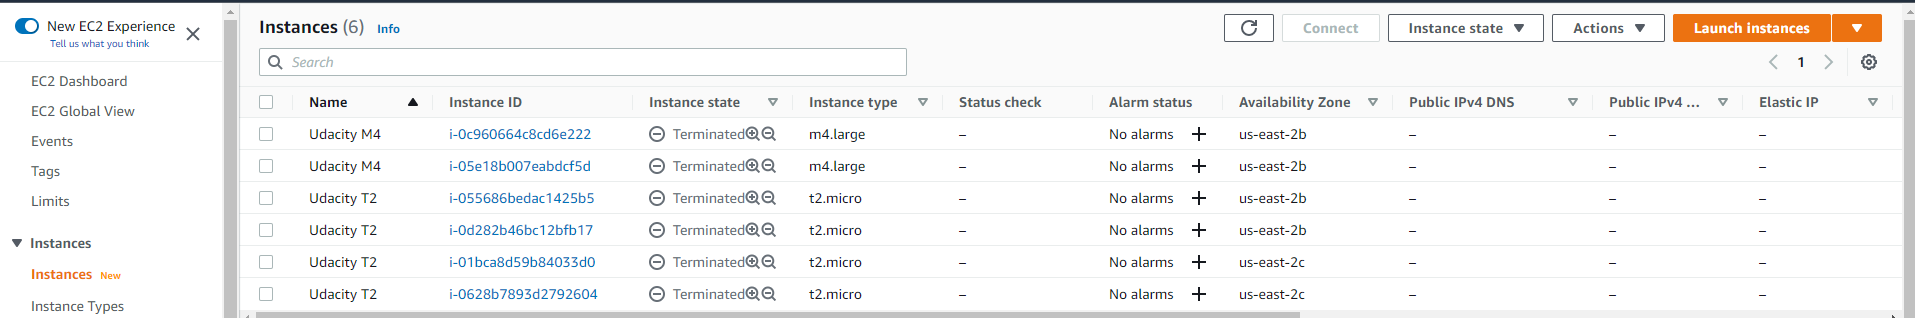 New EC2 Experience
Tell us what you think
EC2 Dashboard
EC2 Global View
Events
Tags
Limits
Instances
Instances New
Instance Types
Instances (6) Info
Connect Instance state Actions Launch instances
Search
1
Name Instance ID Instance state Instance type Status check Alarm status Availability Zone Public IPv4 DNS Public IPv4 ... Elastic IP
Udacity M4 i-0c960664c8cd6e222 Terminated m4.large – No alarms + us-east-2b – – –
Udacity M4 i-05e18b007eabdcf5d Terminated m4.large – No alarms + us-east-2b – – –
Udacity T2 i-055686bedac1425b5 Terminated t2.micro – No alarms + us-east-2b – – –
Udacity T2 i-0d282b46bc12bfb17 Terminated t2.micro – No alarms + us-east-2b – – –
Udacity T2 i-01bca8d59b84033d0 Terminated t2.micro – No alarms + us-east-2c – – –
Udacity T2 i-0628b7893d2792604 Terminated t2.micro – No alarms + us-east-2c – – –